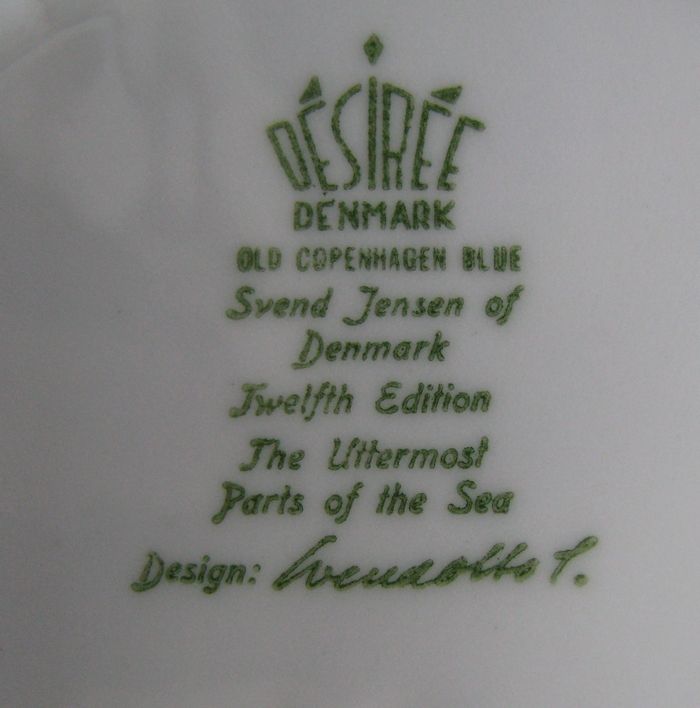 DÉSIRÉE
DENMARK
OLD COPENHAGEN BLUE
Svend Jensen of
Denmark
Twelfth Edition
The Uttermost
Parts of the Sea
Design: